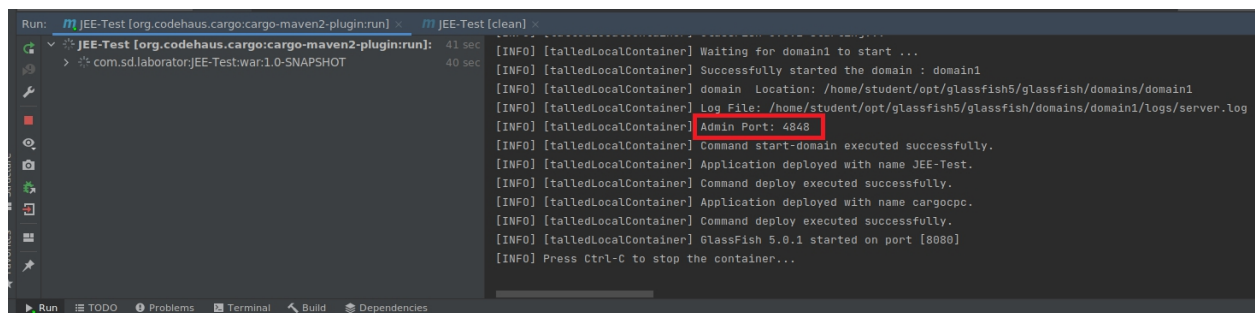 Run: JEE-Test [org.codehaus.cargo:cargo-maven2-plugin:run] × JEE-Test [clean] ×
JEE-Test [org.codehaus.cargo:cargo-maven2-plugin:run]: 41 sec
com.sd.laborator:JEE-Test:war:1.0-SNAPSHOT 40 sec
[INFO] [talledLocalContainer] Waiting for domain1 to start ...
[INFO] [talledLocalContainer] Successfully started the domain : domain1
[INFO] [talledLocalContainer] domain Location: /home/student/opt/glassfish5/glassfish/domains/domain1
[INFO] [talledLocalContainer] Log File: /home/student/opt/glassfish5/glassfish/domains/domain1/logs/server.log
[INFO] [talledLocalContainer] Admin Port: 4848
[INFO] [talledLocalContainer] Command start-domain executed successfully.
[INFO] [talledLocalContainer] Application deployed with name JEE-Test.
[INFO] [talledLocalContainer] Command deploy executed successfully.
[INFO] [talledLocalContainer] Application deployed with name cargocpc.
[INFO] [talledLocalContainer] Command deploy executed successfully.
[INFO] [talledLocalContainer] GlassFish 5.0.1 started on port [8080]
[INFO] Press Ctrl-C to stop the container...
Run TODO Problems Terminal Build Dependencies